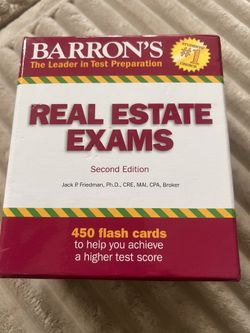 BARRON'S
The Leader in Test Preparation
#1
REAL ESTATE
EXAMS
Second Edition
Jack P. Friedman, Ph.D., CRE, MAI, CPA, Broker
450 flash cards
to help you achieve
a higher test score